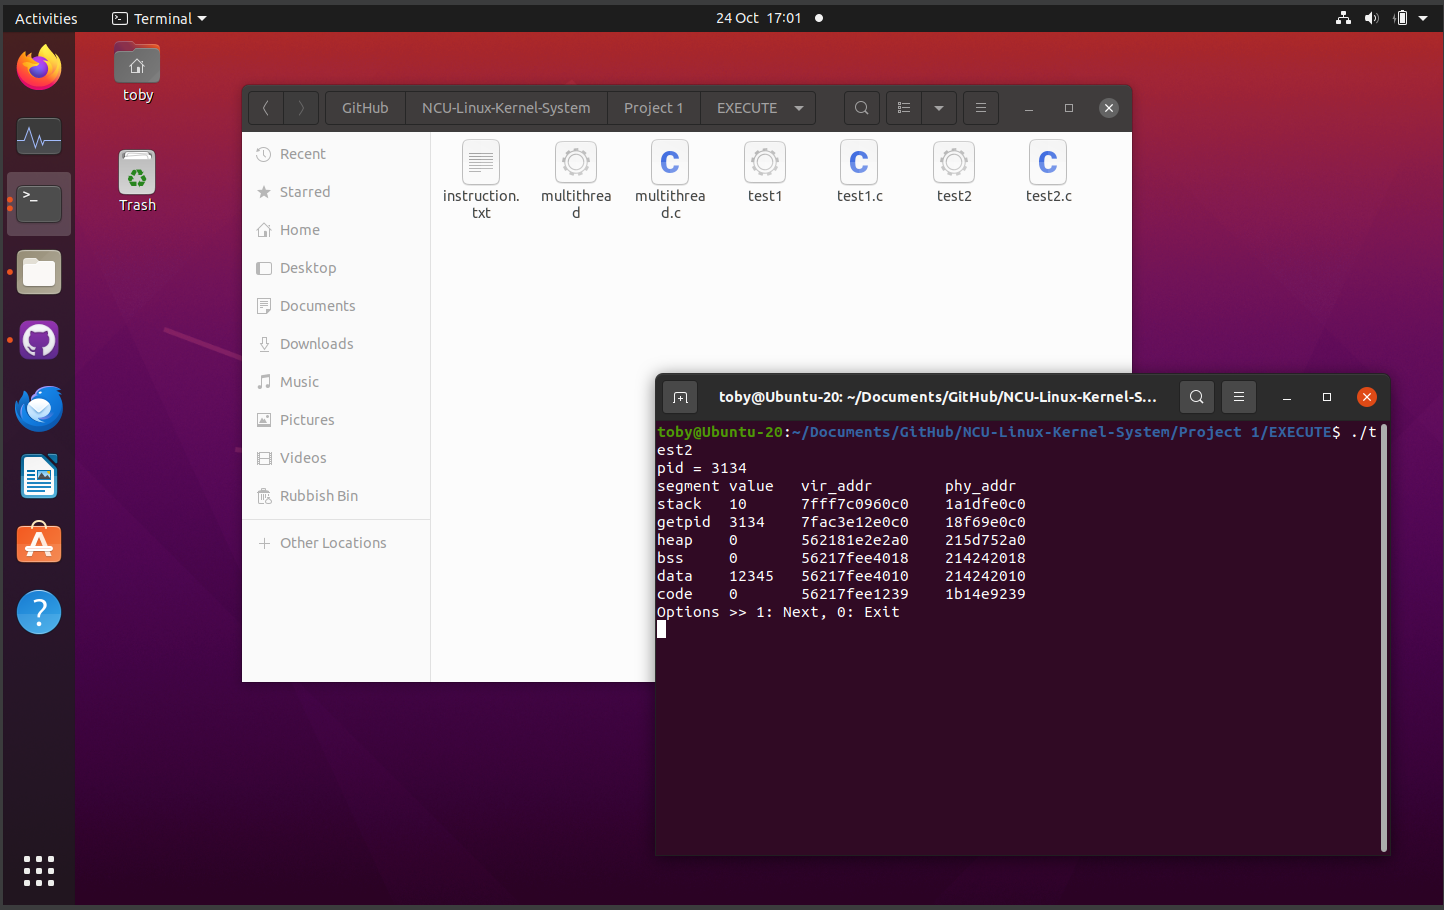 Activities
Terminal
24 Oct 17:01
toby
Trash
GitHub
NCU-Linux-Kernel-System
Project 1
EXECUTE
Recent
Starred
Home
Desktop
Documents
Downloads
Music
Pictures
Videos
Rubbish Bin
Other Locations
instruction.
txt
multithrea
d
C
multithrea
d.c
test1
C
test1.c
test2
C
test2.c
toby@Ubuntu-20: ~/Documents/GitHub/NCU-Linux-Kernel-S...
toby@Ubuntu-20:~/Documents/GitHub/NCU-Linux-Kernel-System/Project 1/EXECUTE$ ./t
est2
pid = 3134
segment value vir_addr phy_addr
stack 10 7fff7c0960c0 1a1dfe0c0
getpid 3134 7fac3e12e0c0 18f69e0c0
heap 0 562181e2e2a0 215d752a0
bss 0 56217fee4018 214242018
data 12345 56217fee4010 214242010
code 0 56217fee1239 1b14e9239
Options >> 1: Next, 0: Exit